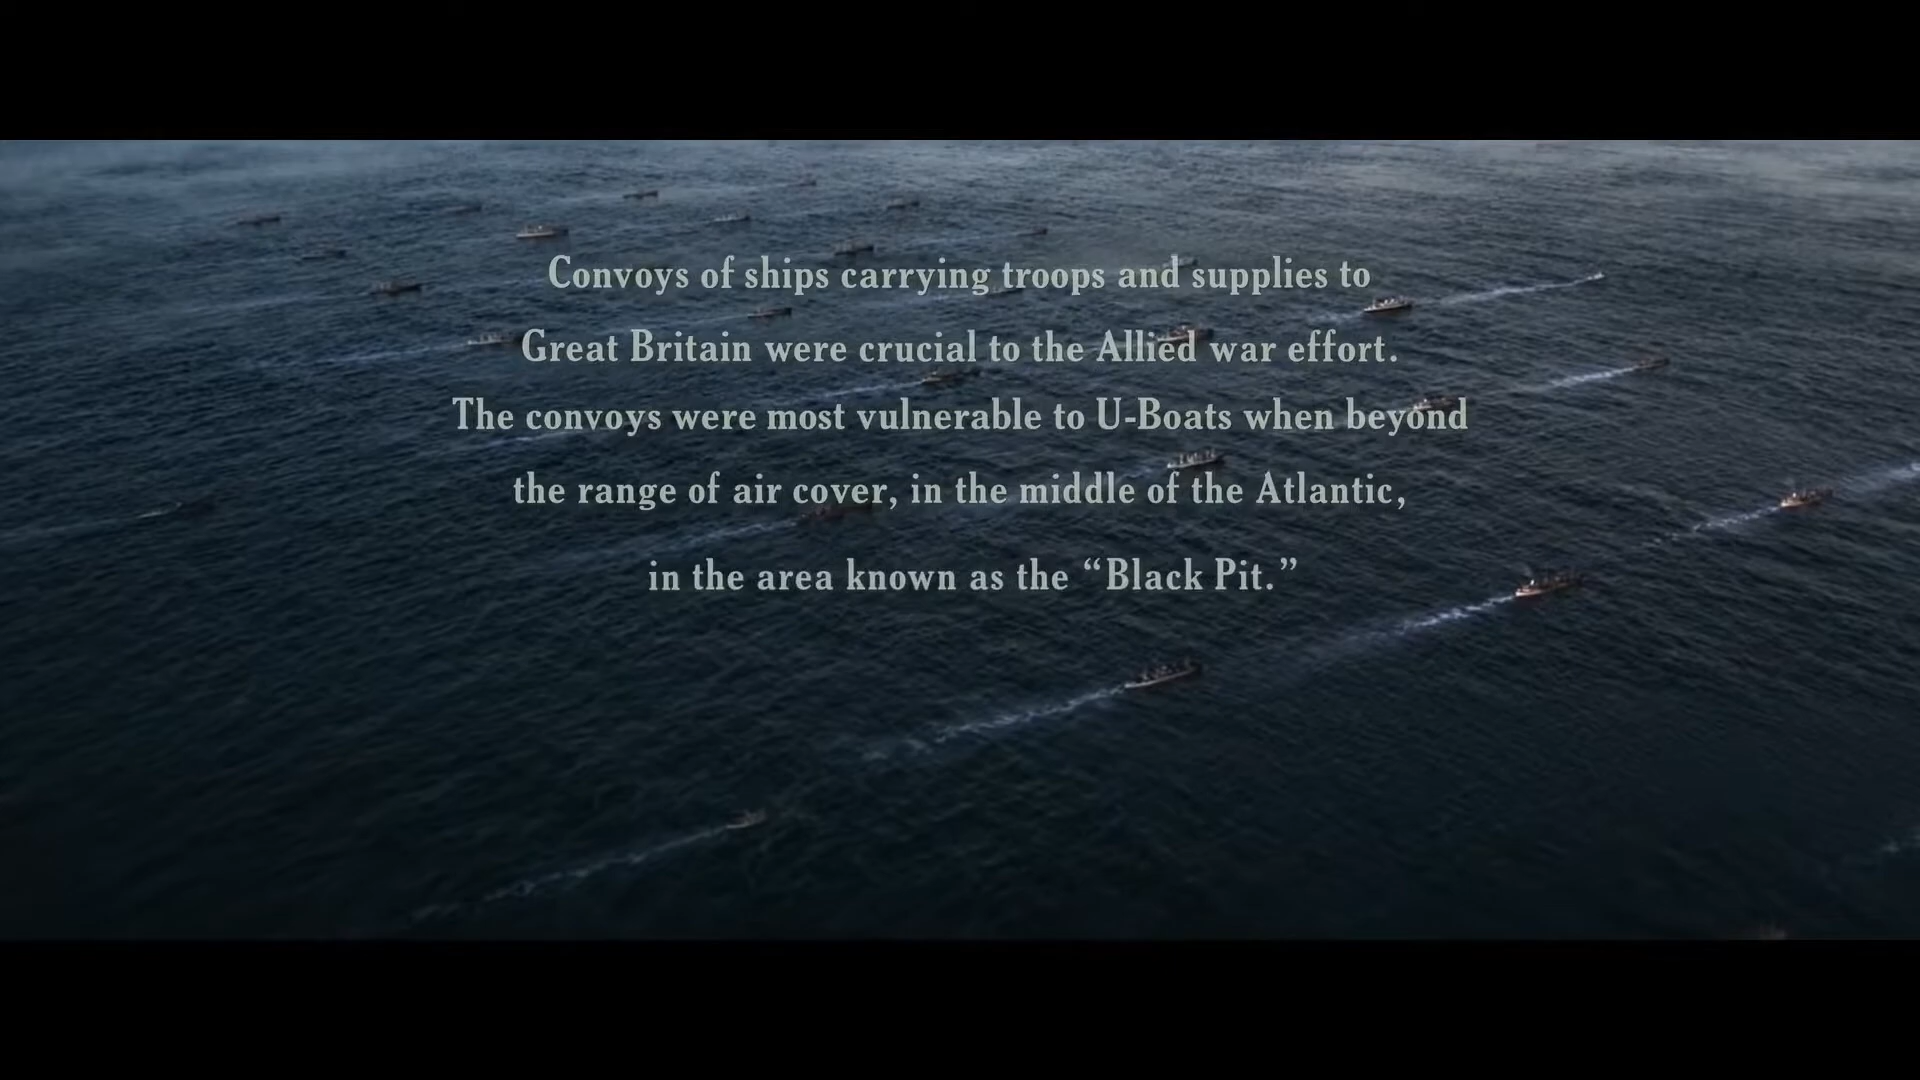 Convoys of ships carrying troops and supplies to
Great Britain were crucial to the Allied war effort.
The convoys were most vulnerable to U-Boats when beyond
the range of air cover, in the middle of the Atlantic,
in the area known as the “Black Pit.”